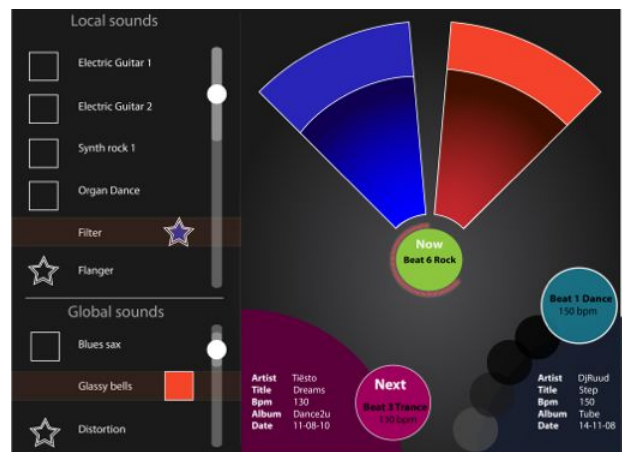 Local sounds
Electric Guitar 1
Electric Guitar 2
Synth rock 1
Organ Dance
Filter
Flanger
Global sounds
Blues sax
Glassy bells
Distortion
Now
Beat 6 Rock
Beat 1 Dance
150 bpm
Next
Beat 3 Trance
130 bpm
Artist Tiësto
Title Dreams
Bpm 130
Album Dance2u
Date 11-08-10
Artist DjRuud
Title Step
Bpm 150
Album Tube
Date 14-11-08